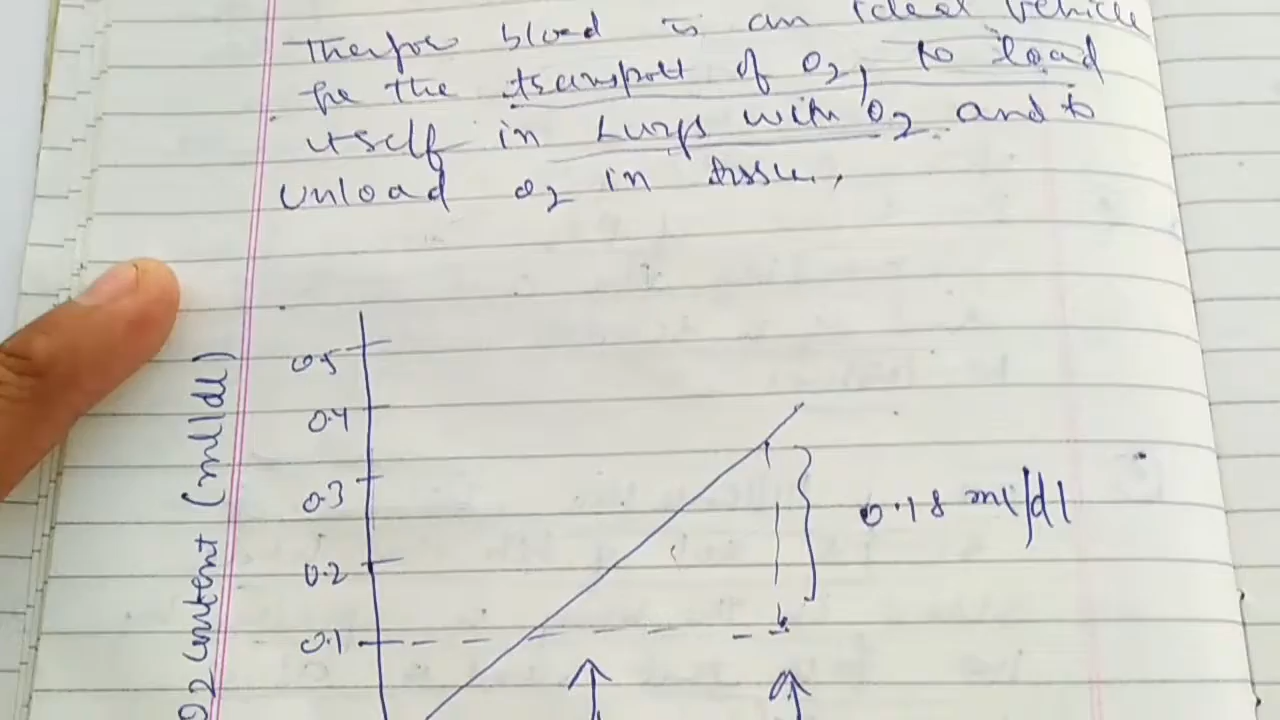 Therfore blood is an ideal vehicle
for the transport of O2, to load
itself in Lungs with O2 and to
unload O2 in tissue,
0.5
0.4
0.3
0.2
0.1
O2 content (ml/dl)
0.18 ml/dl